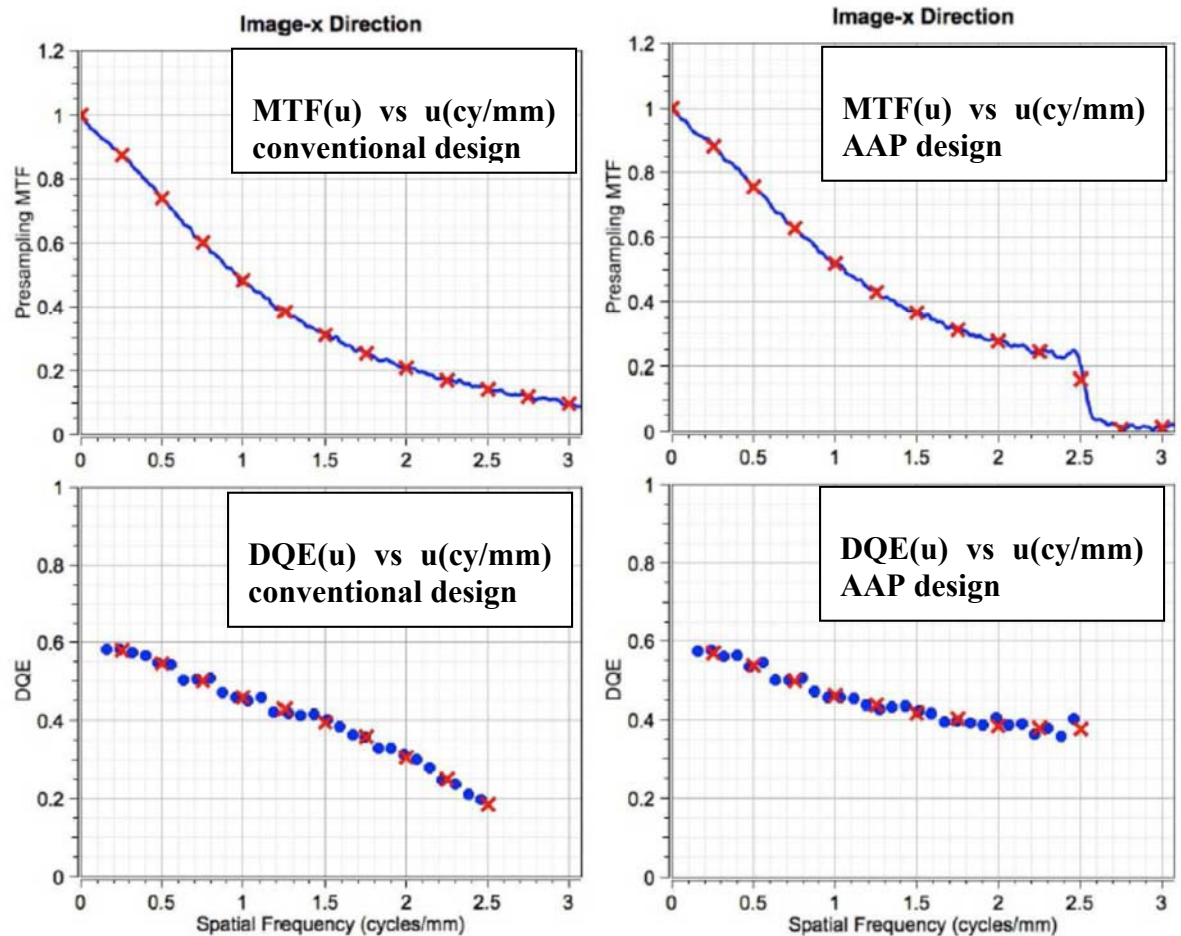 Image-x Direction
1.2
1
0.8
0.6
0.4
0.2
0
Presampling MTF
MTF(u) vs u(cy/mm)
conventional design
0 0.5 1 1.5 2 2.5 3
Image-x Direction
1.2
1
0.8
0.6
0.4
0.2
0
Presampling MTF
MTF(u) vs u(cy/mm)
AAP design
0 0.5 1 1.5 2 2.5 3
1
0.8
0.6
0.4
0.2
0
DQE
DQE(u) vs u(cy/mm)
conventional design
0 0.5 1 1.5 2 2.5 3
Spatial Frequency (cycles/mm)
1
0.8
0.6
0.4
0.2
0
DQE
DQE(u) vs u(cy/mm)
AAP design
0 0.5 1 1.5 2 2.5 3
Spatial Frequency (cycles/mm)